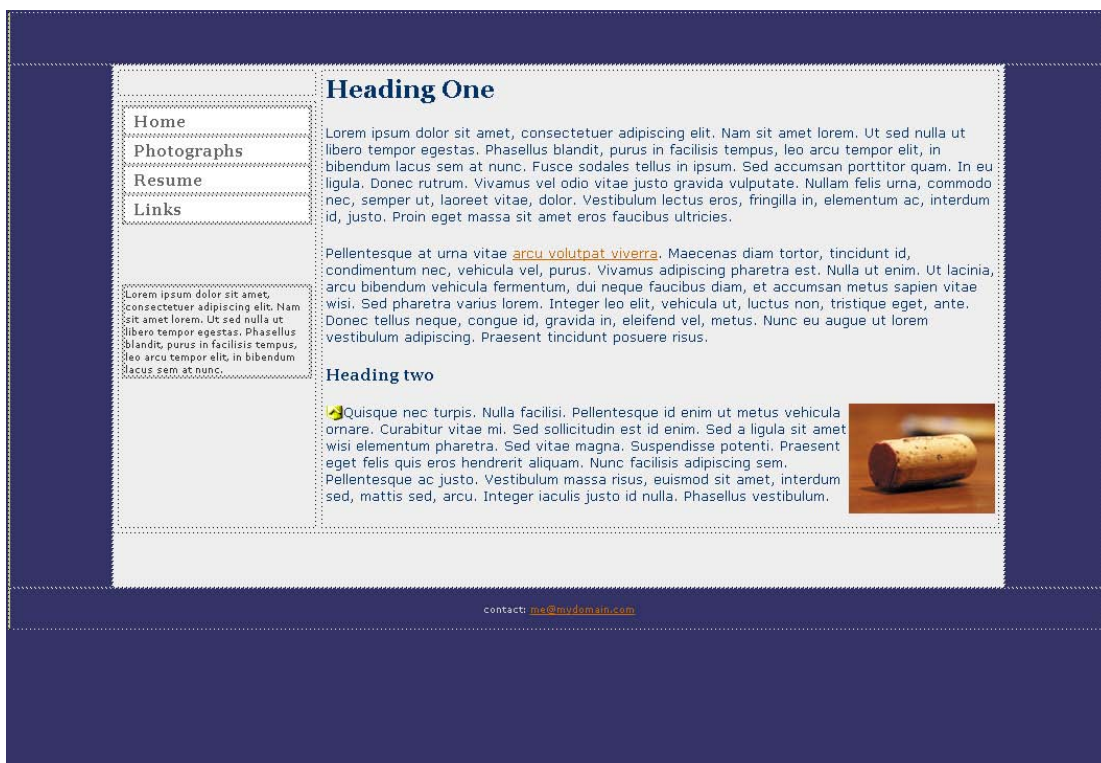 Home
Photographs
Resume
Links
Lorem ipsum dolor sit amet,
consectetuer adipiscing elit. Nam
sit amet lorem. Ut sed nulla ut
libero tempor egestas. Phasellus
blandit, purus in facilisis tempus,
leo arcu tempor elit, in bibendum
lacus sem at nunc.
Heading One
Lorem ipsum dolor sit amet, consectetuer adipiscing elit. Nam sit amet lorem. Ut sed nulla ut
libero tempor egestas. Phasellus blandit, purus in facilisis tempus, leo arcu tempor elit, in
bibendum lacus sem at nunc. Fusce sodales tellus in ipsum. Sed accumsan porttitor quam. In eu
ligula. Donec rutrum. Vivamus vel odio vitae justo gravida vulputate. Nullam felis urna, commodo
nec, semper ut, laoreet vitae, dolor. Vestibulum lectus eros, fringilla in, elementum ac, interdum
id, justo. Proin eget massa sit amet eros faucibus ultricies.
Pellentesque at urna vitae arcu volutpat viverra. Maecenas diam tortor, tincidunt id,
condimentum nec, vehicula vel, purus. Vivamus adipiscing pharetra est. Nulla ut enim. Ut lacinia,
arcu bibendum vehicula fermentum, dui neque faucibus diam, et accumsan metus sapien vitae
wisi. Sed pharetra varius lorem. Integer leo elit, vehicula ut, luctus non, tristique eget, ante.
Donec tellus neque, congue id, gravida in, eleifend vel, metus. Nunc eu augue ut lorem
vestibulum adipiscing. Praesent tincidunt posuere risus.
Heading two
Quisque nec turpis. Nulla facilisi. Pellentesque id enim ut metus vehicula
ornare. Curabitur vitae mi. Sed sollicitudin est id enim. Sed a ligula sit amet
wisi elementum pharetra. Sed vitae magna. Suspendisse potenti. Praesent
eget felis quis eros hendrerit aliquam. Nunc facilisis adipiscing sem.
Pellentesque ac justo. Vestibulum massa risus, euismod sit amet, interdum
sed, mattis sed, arcu. Integer iaculis justo id nulla. Phasellus vestibulum.
contact: me@mydomain.com